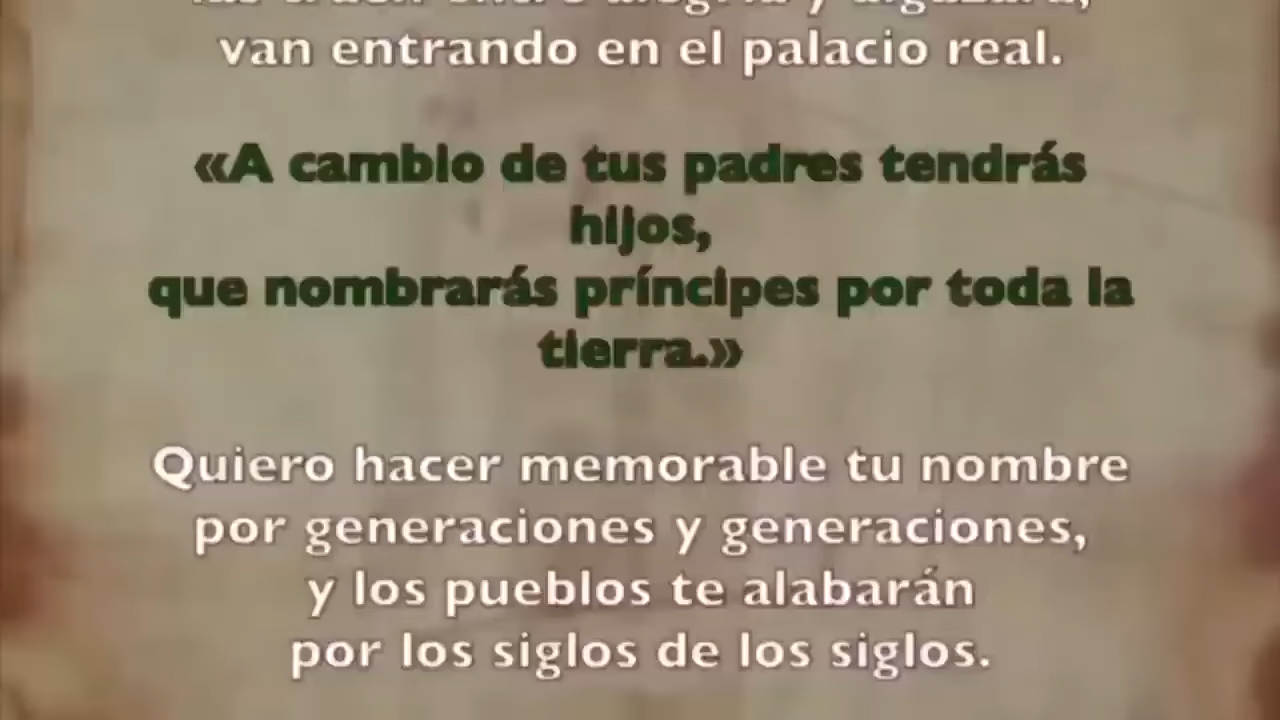 van entrando en el palacio real.
«A cambio de tus padres tendrás
hijos,
que nombrarás príncipes por toda la
tierra.»
Quiero hacer memorable tu nombre
por generaciones y generaciones,
y los pueblos te alabarán
por los siglos de los siglos.